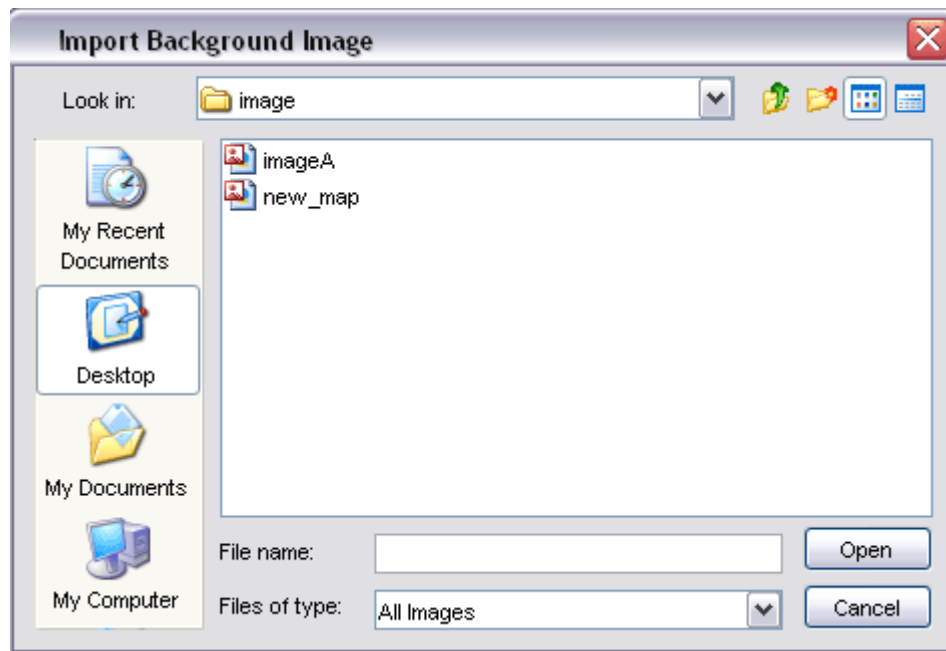 Import Background Image
Look in:
image
imageA
new_map
My Recent
Documents
Desktop
My Documents
My Computer
File name:
Open
Files of type:
All Images
Cancel